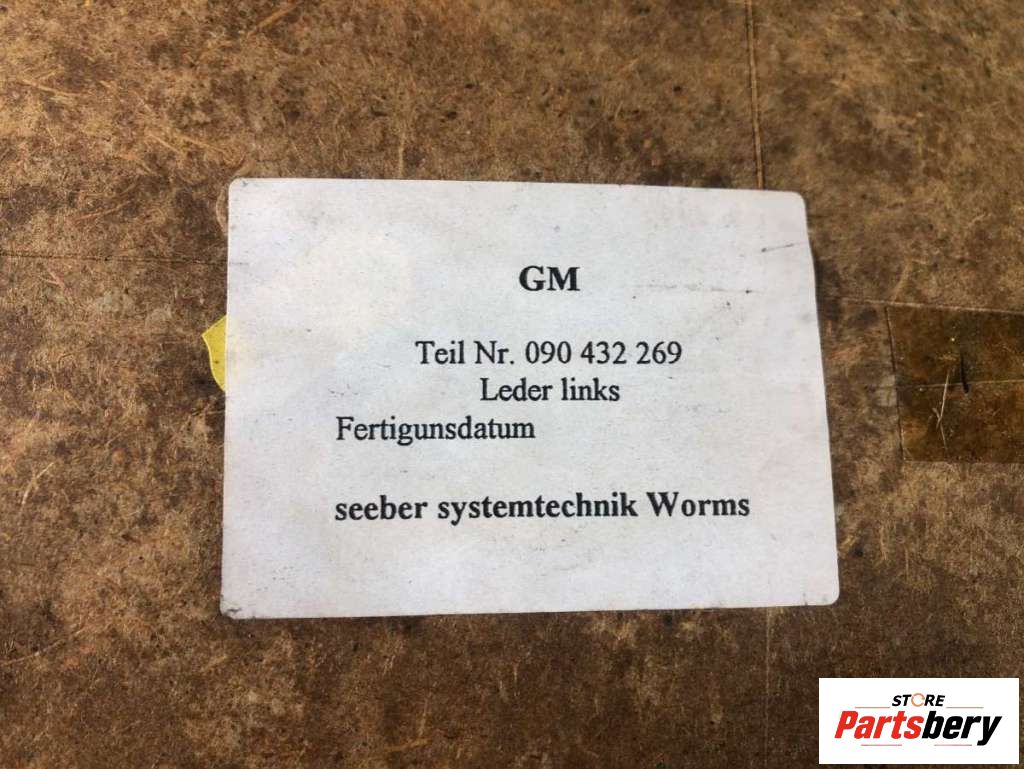 GM
Teil Nr. 090 432 269
Leder links
Fertigunsdatum
seeber systemtechnik Worms
STORE
Partsbery